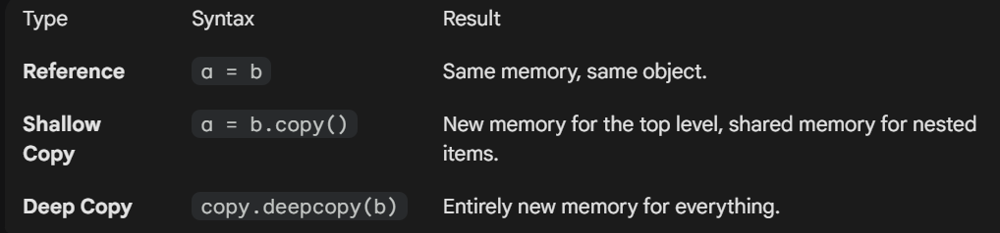 Type Syntax Result
Reference a = b Same memory, same object.
Shallow a = b.copy() New memory for the top level, shared memory for nested
Copy items.
Deep Copy copy.deepcopy(b) Entirely new memory for everything.